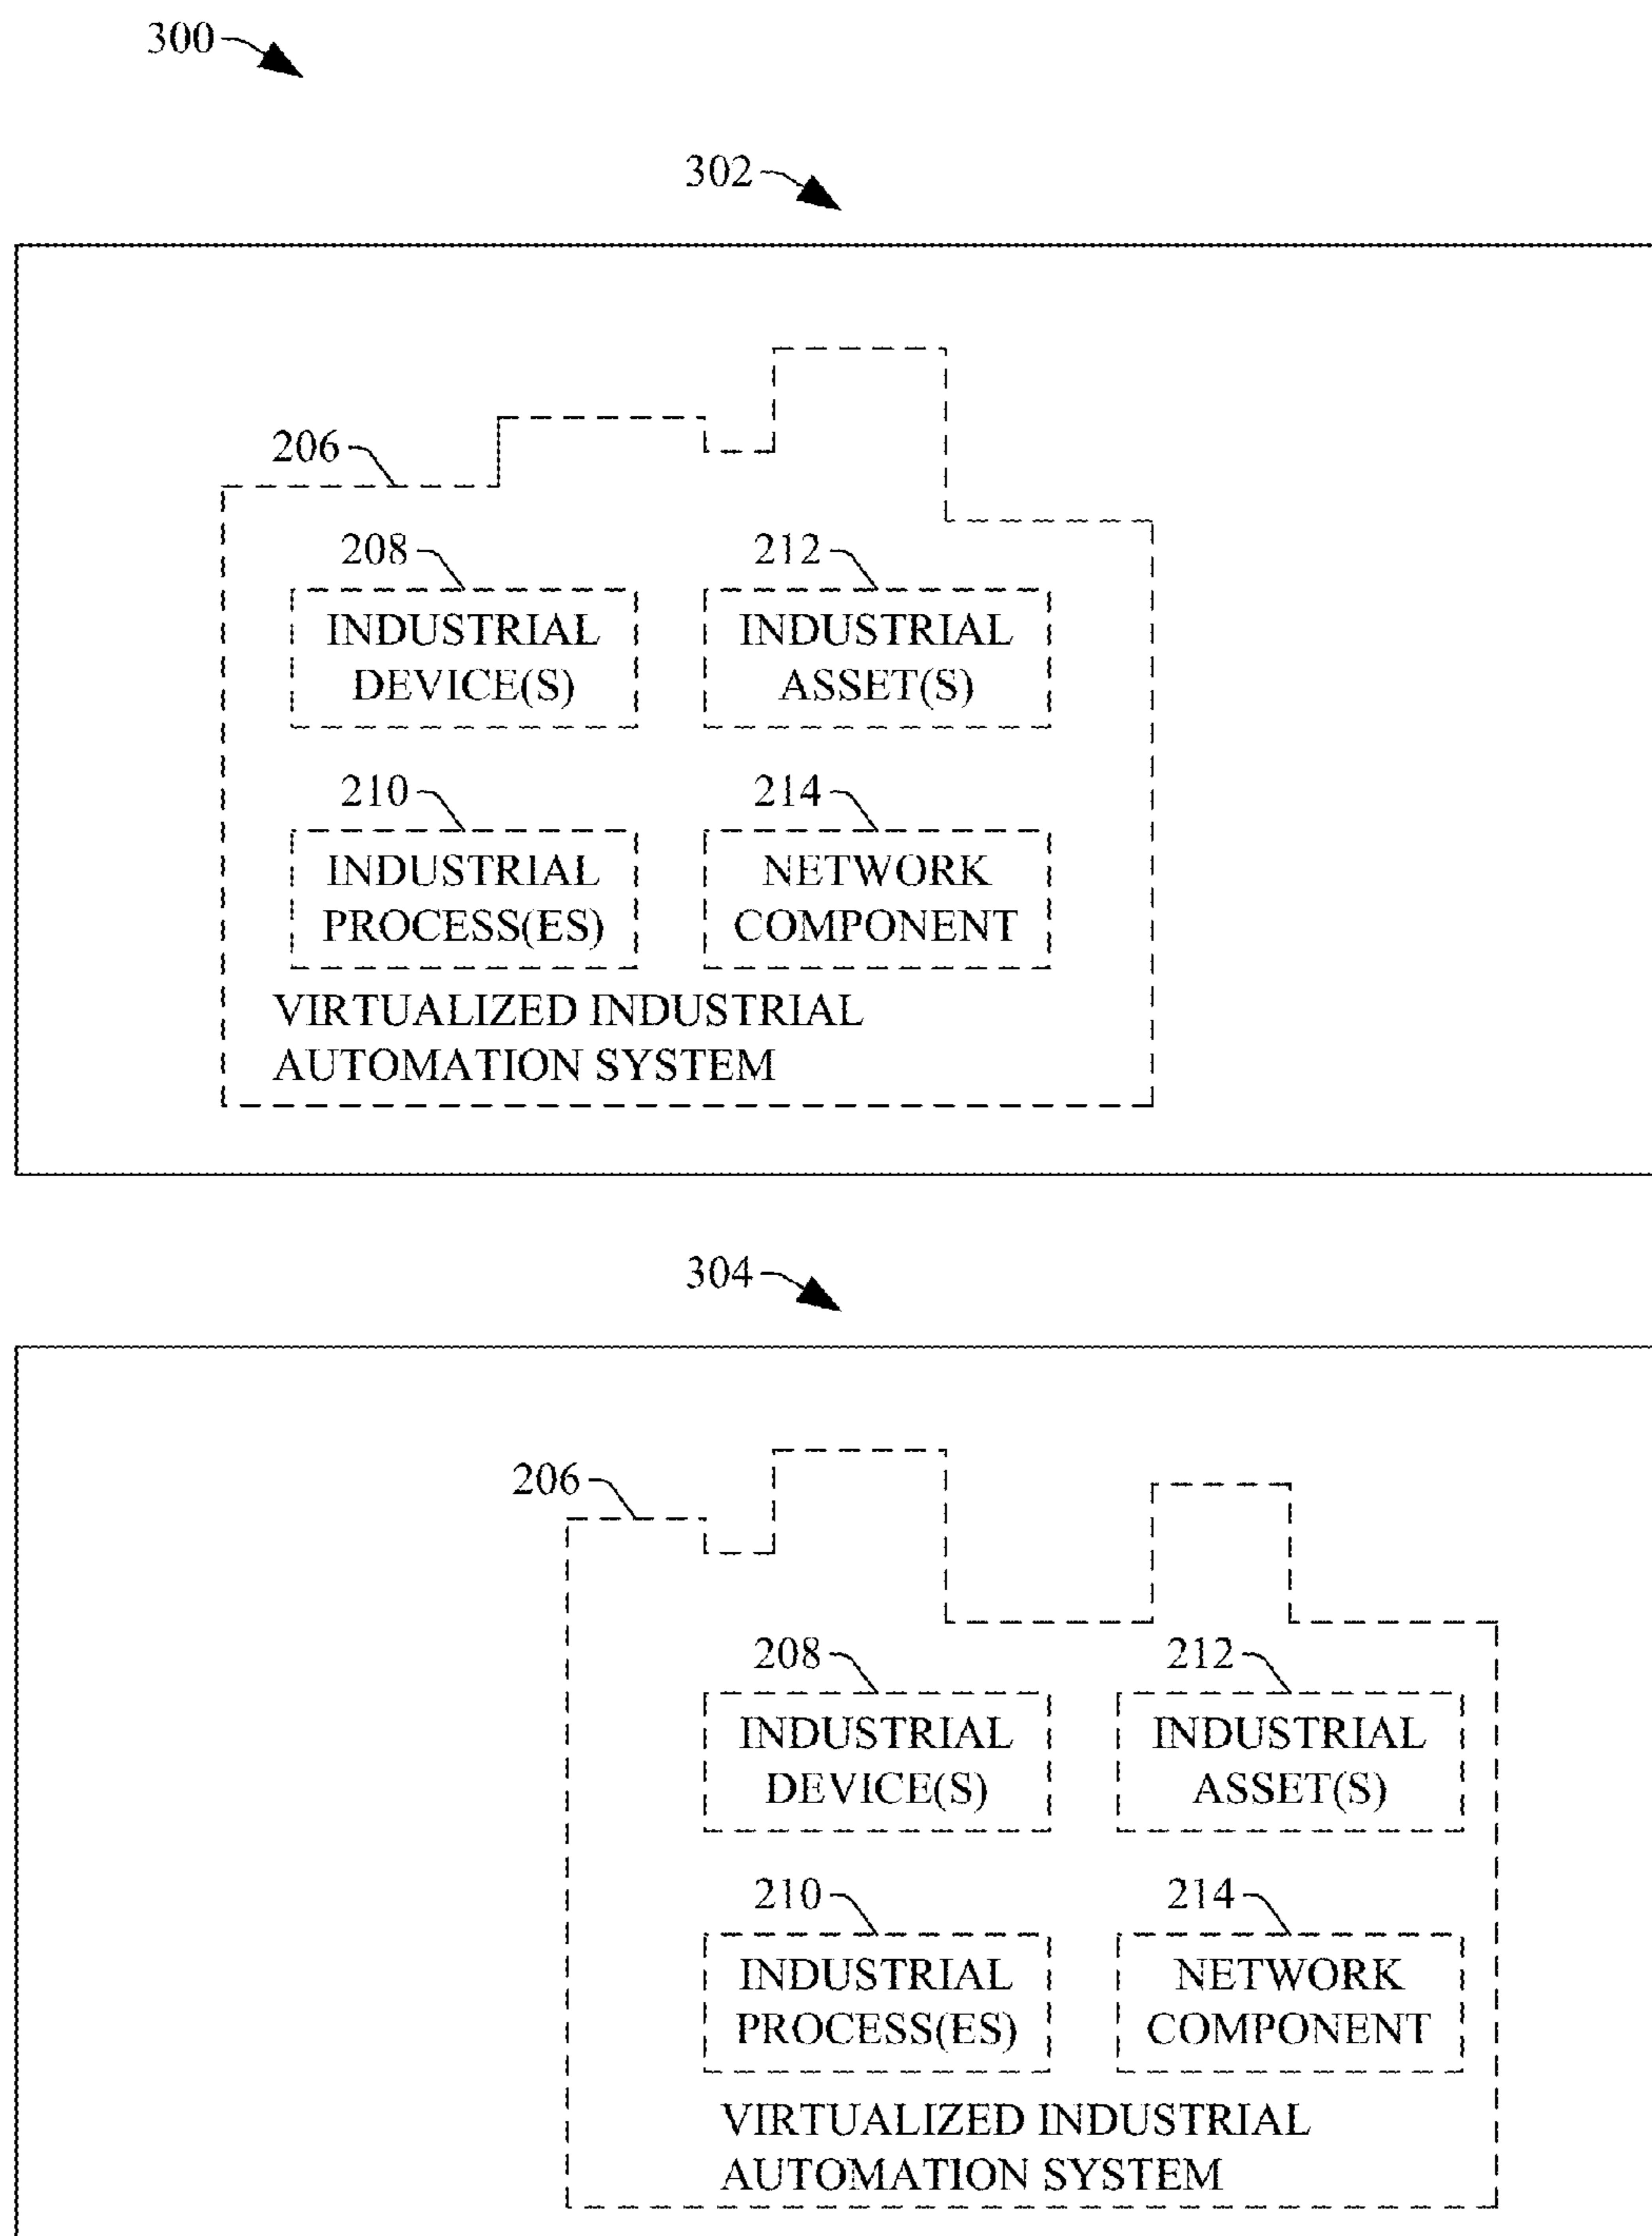 300
302
206
208
212
INDUSTRIAL
DEVICE(S)
INDUSTRIAL
ASSET(S)
210
214
INDUSTRIAL
PROCESS(ES)
NETWORK
COMPONENT
VIRTUALIZED INDUSTRIAL
AUTOMATION SYSTEM
304
206
208
212
INDUSTRIAL
DEVICE(S)
INDUSTRIAL
ASSET(S)
210
214
INDUSTRIAL
PROCESS(ES)
NETWORK
COMPONENT
VIRTUALIZED INDUSTRIAL
AUTOMATION SYSTEM